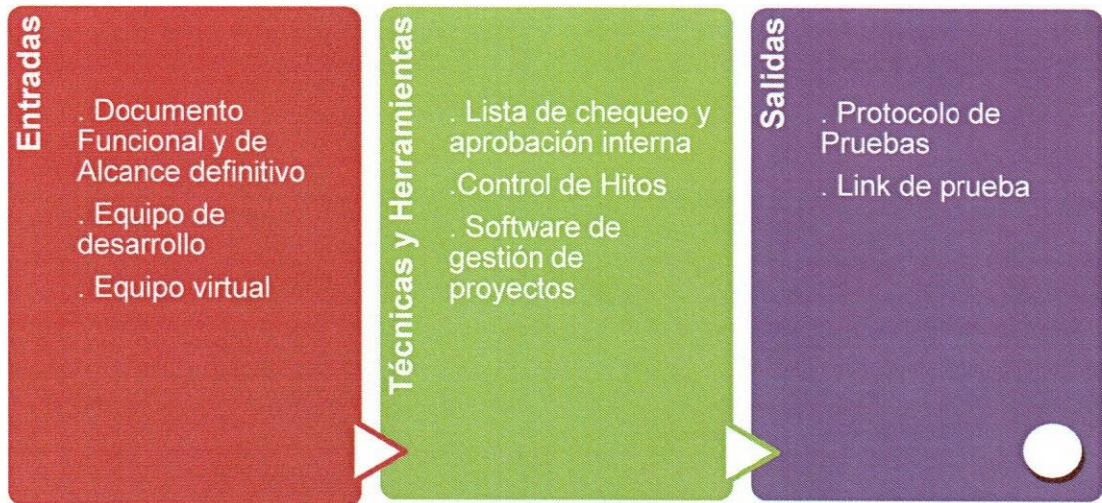 Entradas
. Documento
Funcional y de
Alcance definitivo
. Equipo de
desarrollo
. Equipo virtual
Técnicas y Herramientas
. Lista de chequeo y
aprobación interna
.Control de Hitos
. Software de
gestión de
proyectos
Salidas
. Protocolo de
Pruebas
. Link de prueba